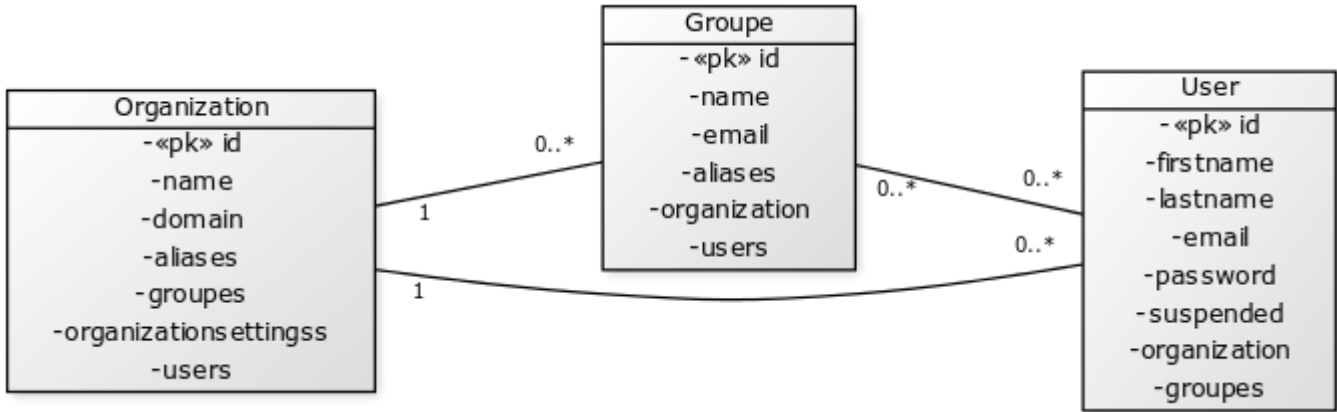 Organization
-«pk» id
-name
-domain
-aliases
-groupes
-organizationsettingss
-users
1
1
0..*
Groupe
-«pk» id
-name
-email
-aliases
-organization
-users
0..*
0..*
0..*
User
-«pk» id
-firstname
-lastname
-email
-password
-suspended
-organization
-groupes